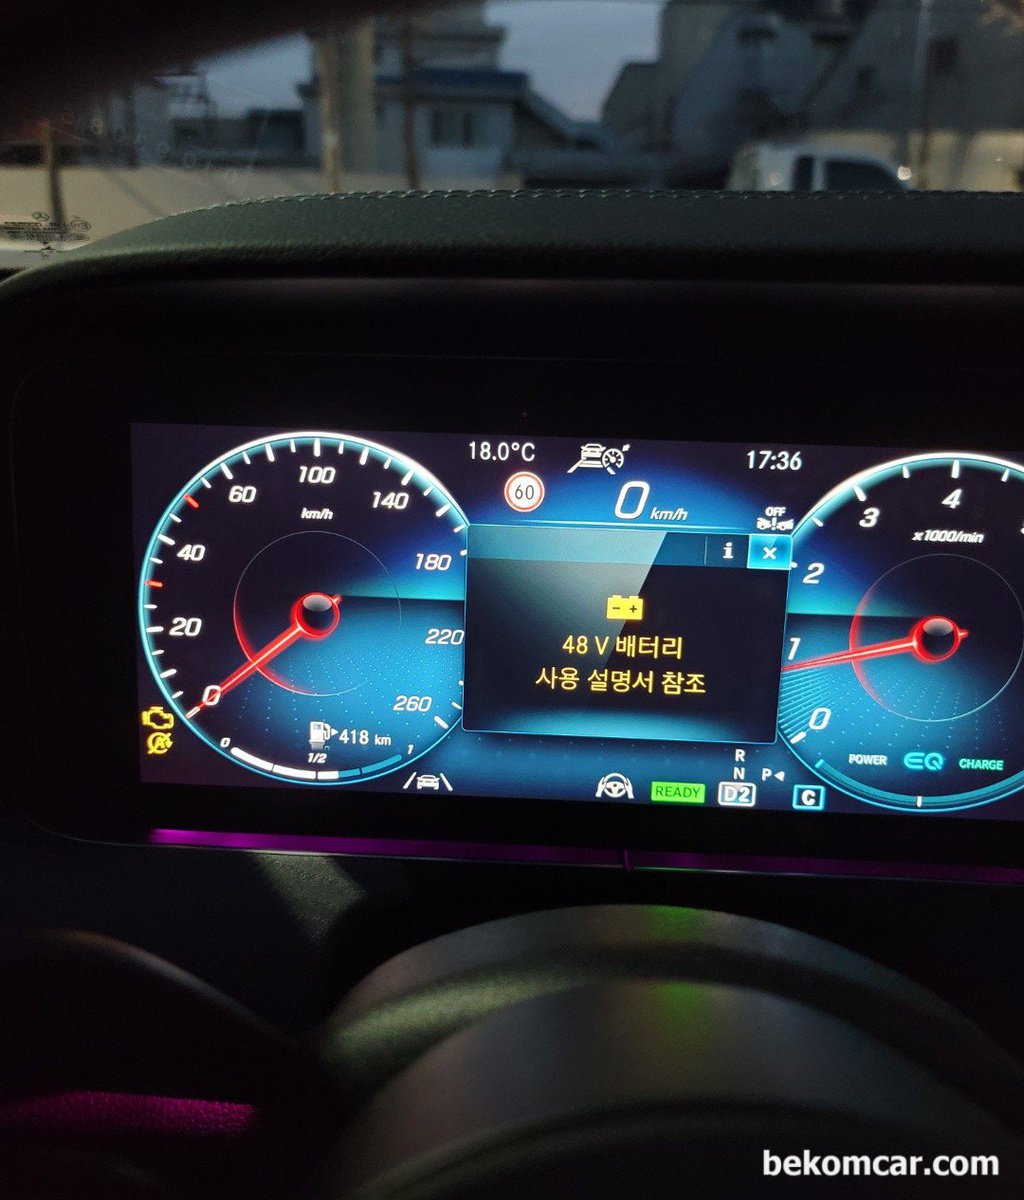 18.0°C
17:36
60
0 km/h
OFF
i ×
48 V 배터리
사용 설명서 참조
0
20
40
60
100
140
180
220
260
km/h
418 km
0 1/2 1
0
1
2
3
4
x1000/min
POWER EQ CHARGE
READY
R
N
D2
P
C
bekomcar.com